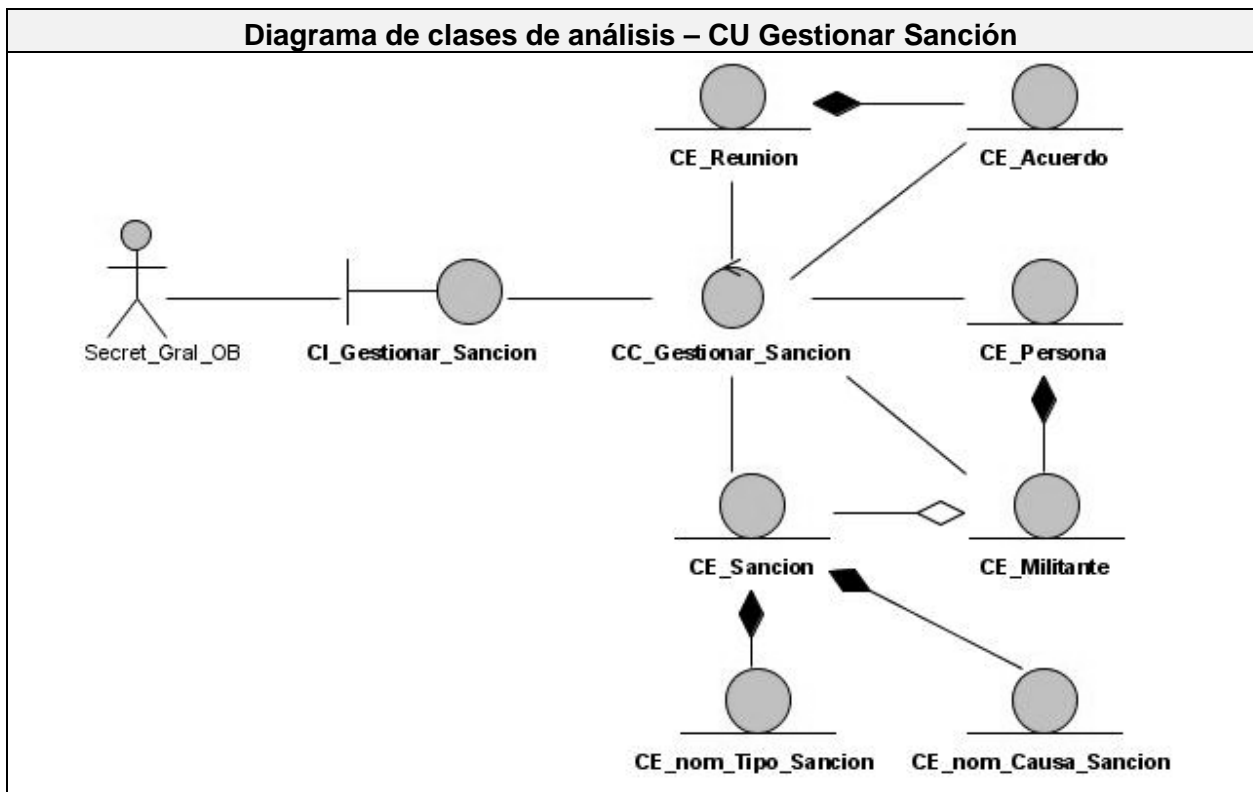 Diagrama de clases de análisis – CU Gestionar Sanción
CE_Reunion
CE_Acuerdo
Secret_Gral_OB
CI_Gestionar_Sancion
CC_Gestionar_Sancion
CE_Persona
CE_Sancion
CE_Militante
CE_nom_Tipo_Sancion
CE_nom_Causa_Sancion